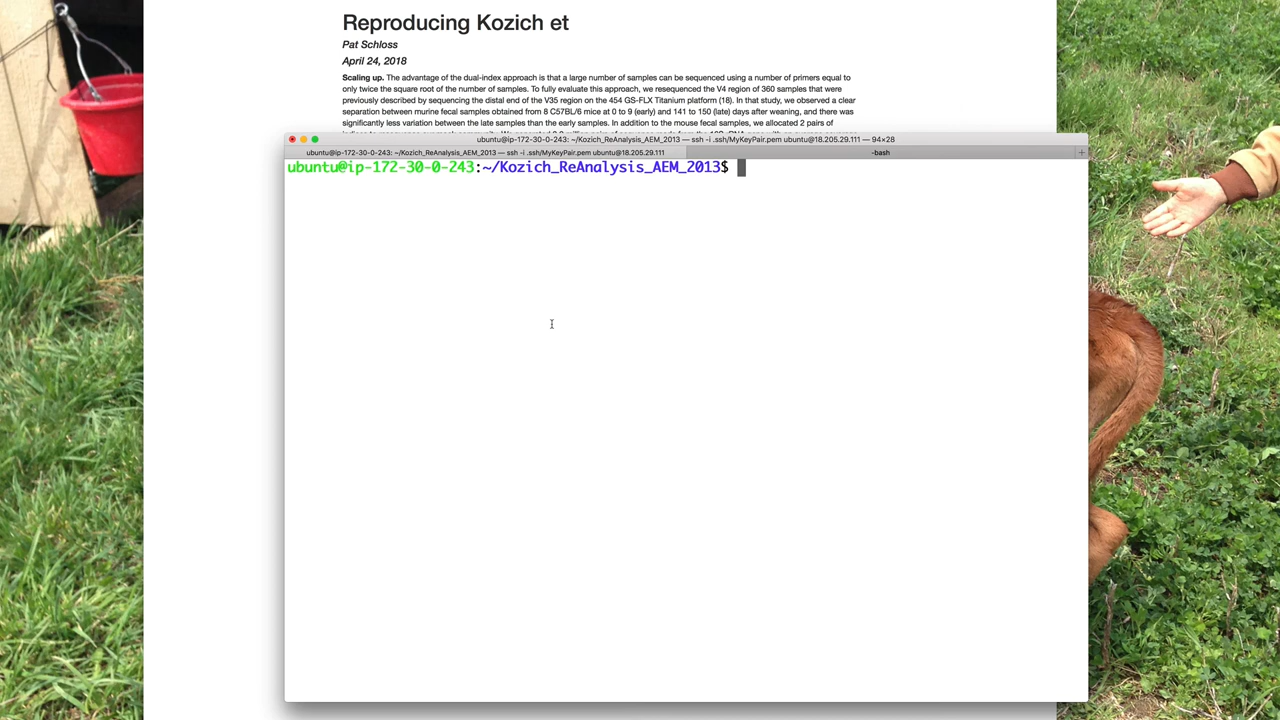 Reproducing Kozich et
Pat Schloss
April 24, 2018
Scaling up. The advantage of the dual-index approach is that a large number of samples can be sequenced using a number of primers equal to
only twice the square root of the number of samples. To fully evaluate this approach, we resequenced the V4 region of 360 samples that were
previously described by sequencing the distal end of the V35 region on the 454 GS-FLX Titanium platform (18). In that study, we observed a clear
separation between murine fecal samples obtained from 8 C57BL/6 mice at 0 to 9 (early) and 141 to 150 (late) days after weaning, and there was
significantly less variation between the late samples than the early samples. In addition to the mouse fecal samples, we allocated 2 pairs of
ubuntu@ip-172-30-0-243: ~/Kozich_ReAnalysis_AEM_2013 — ssh -i .ssh/MyKeyPair.pem ubuntu@18.205.29.111 — 94×28
ubuntu@ip-172-30-0-243: ~/Kozich_ReAnalysis_AEM_2013 — ssh -i .ssh/MyKeyPair.pem ubuntu@18.205.29.111 -bash +
ubuntu@ip-172-30-0-243:~/Kozich_ReAnalysis_AEM_2013$